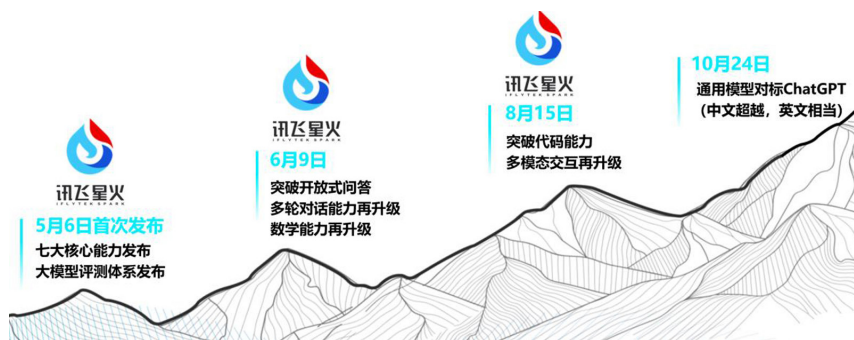 讯飞星火
IFLYTEK SPARK
5月6日首次发布
七大核心能力发布
大模型评测体系发布
讯飞星火
IFLYTEK SPARK
6月9日
突破开放式问答
多轮对话能力再升级
数学能力再升级
讯飞星火
IFLYTEK SPARK
8月15日
突破代码能力
多模态交互再升级
10月24日
通用模型对标ChatGPT
（中文超越，英文相当）